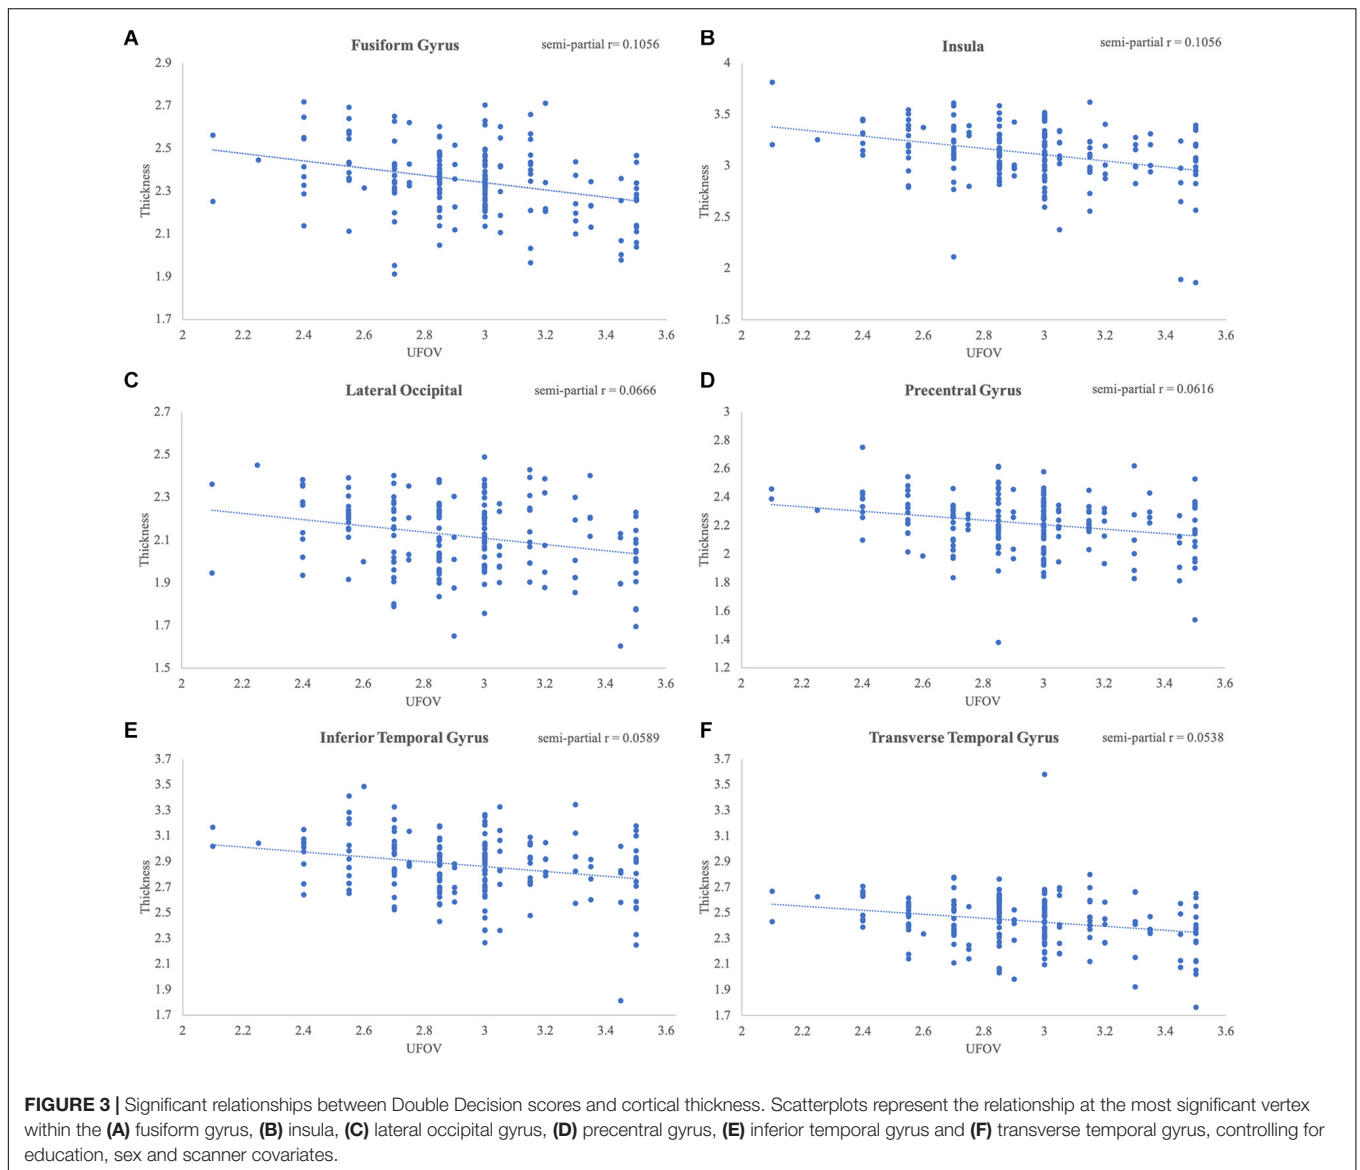 A
Fusiform Gyrus
semi-partial r= 0.1056
2.9
2.7
2.5
2.3
2.1
1.9
1.7
Thickness
2 2.2 2.4 2.6 2.8 3 3.2 3.4 3.6
UFOV
B
Insula
semi-partial r = 0.1056
4
3.5
3
2.5
2
1.5
Thickness
2 2.2 2.4 2.6 2.8 3 3.2 3.4 3.6
UFOV
C
Lateral Occipital
semi-partial r = 0.0666
2.7
2.5
2.3
2.1
1.9
1.7
1.5
Thickness
2 2.2 2.4 2.6 2.8 3 3.2 3.4 3.6
UFOV
D
Precentral Gyrus
semi-partial r = 0.0616
3
2.8
2.6
2.4
2.2
2
1.8
1.6
1.4
1.2
Thickness
2 2.2 2.4 2.6 2.8 3 3.2 3.4 3.6
UFOV
E
Inferior Temporal Gyrus
semi-partial r = 0.0589
3.7
3.5
3.3
3.1
2.9
2.7
2.5
2.3
2.1
1.9
1.7
Thickness
2 2.2 2.4 2.6 2.8 3 3.2 3.4 3.6
UFOV
F
Transverse Temporal Gyrus
semi-partial r = 0.0538
3.7
3.5
3.3
3.1
2.9
2.7
2.5
2.3
2.1
1.9
1.7
Thickness
2 2.2 2.4 2.6 2.8 3 3.2 3.4 3.6
UFOV
FIGURE 3 | Significant relationships between Double Decision scores and cortical thickness. Scatterplots represent the relationship at the most significant vertex
within the (A) fusiform gyrus, (B) insula, (C) lateral occipital gyrus, (D) precentral gyrus, (E) inferior temporal gyrus and (F) transverse temporal gyrus, controlling for
education, sex and scanner covariates.